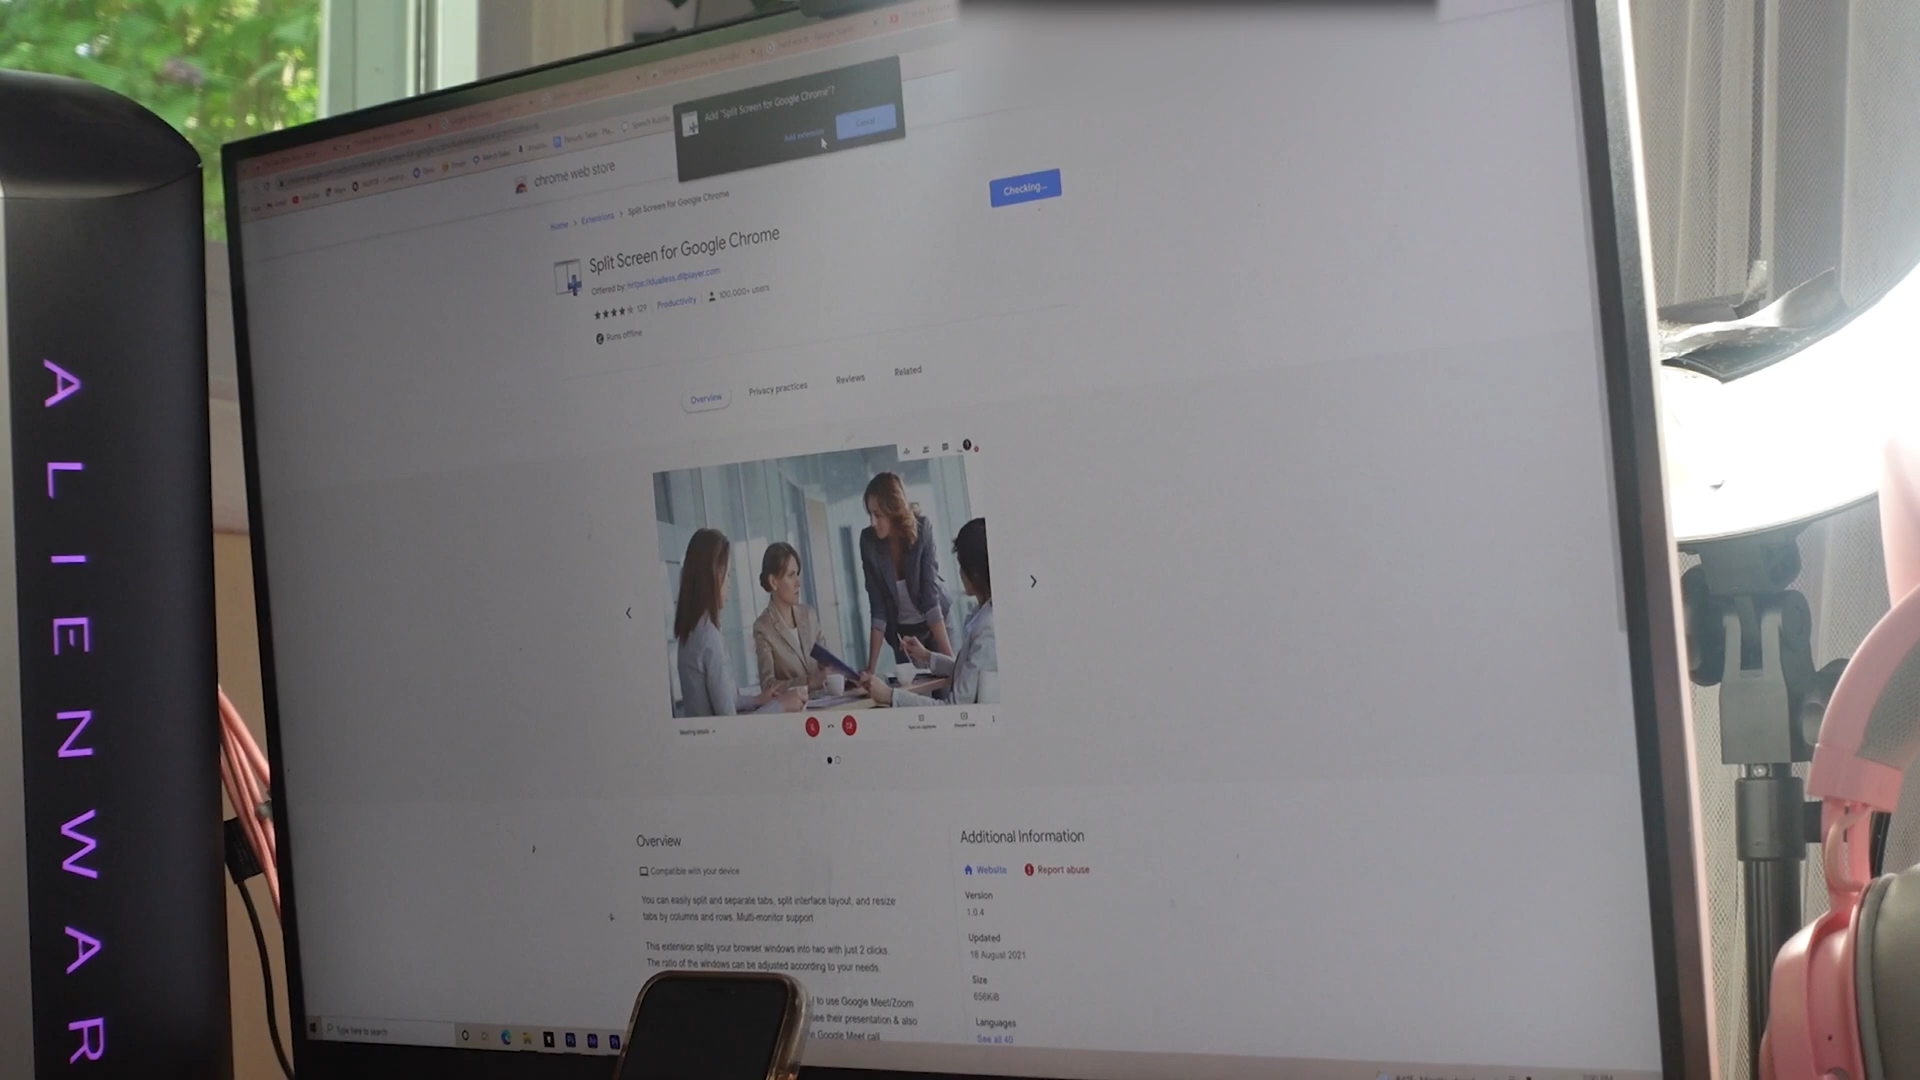 ALIENWAR
Add "Split Screen for Google Chrome"?
Add extension
Cancel
chrome web store
Home > Extensions > Split Screen for Google Chrome
Checking...
Split Screen for Google Chrome
Offered by: https://dualless.dllplayer.com
129
Productivity
100,000+ users
Runs offline
Overview
Privacy practices
Reviews
Related
Overview
Compatible with your device
You can easily split and separate tabs, split interface layout, and resize
tabs by columns and rows. Multi-monitor support
This extension splits your browser windows into two with just 2 clicks.
The ratio of the windows can be adjusted according to your needs.
to use Google Meet/Zoom
see their presentation & also
Google Meet call
Additional Information
Website
Report abuse
Version
1.0.4
Updated
18 August 2021
Size
656KiB
Languages
See all 40
Type here to search